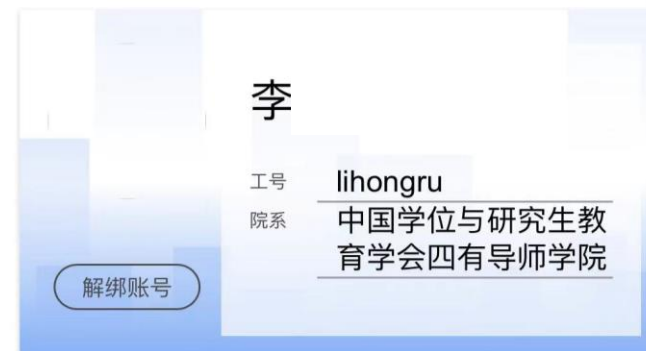 李
工号 lihongru
院系 中国学位与研究生教
育学会四有导师学院
解绑账号